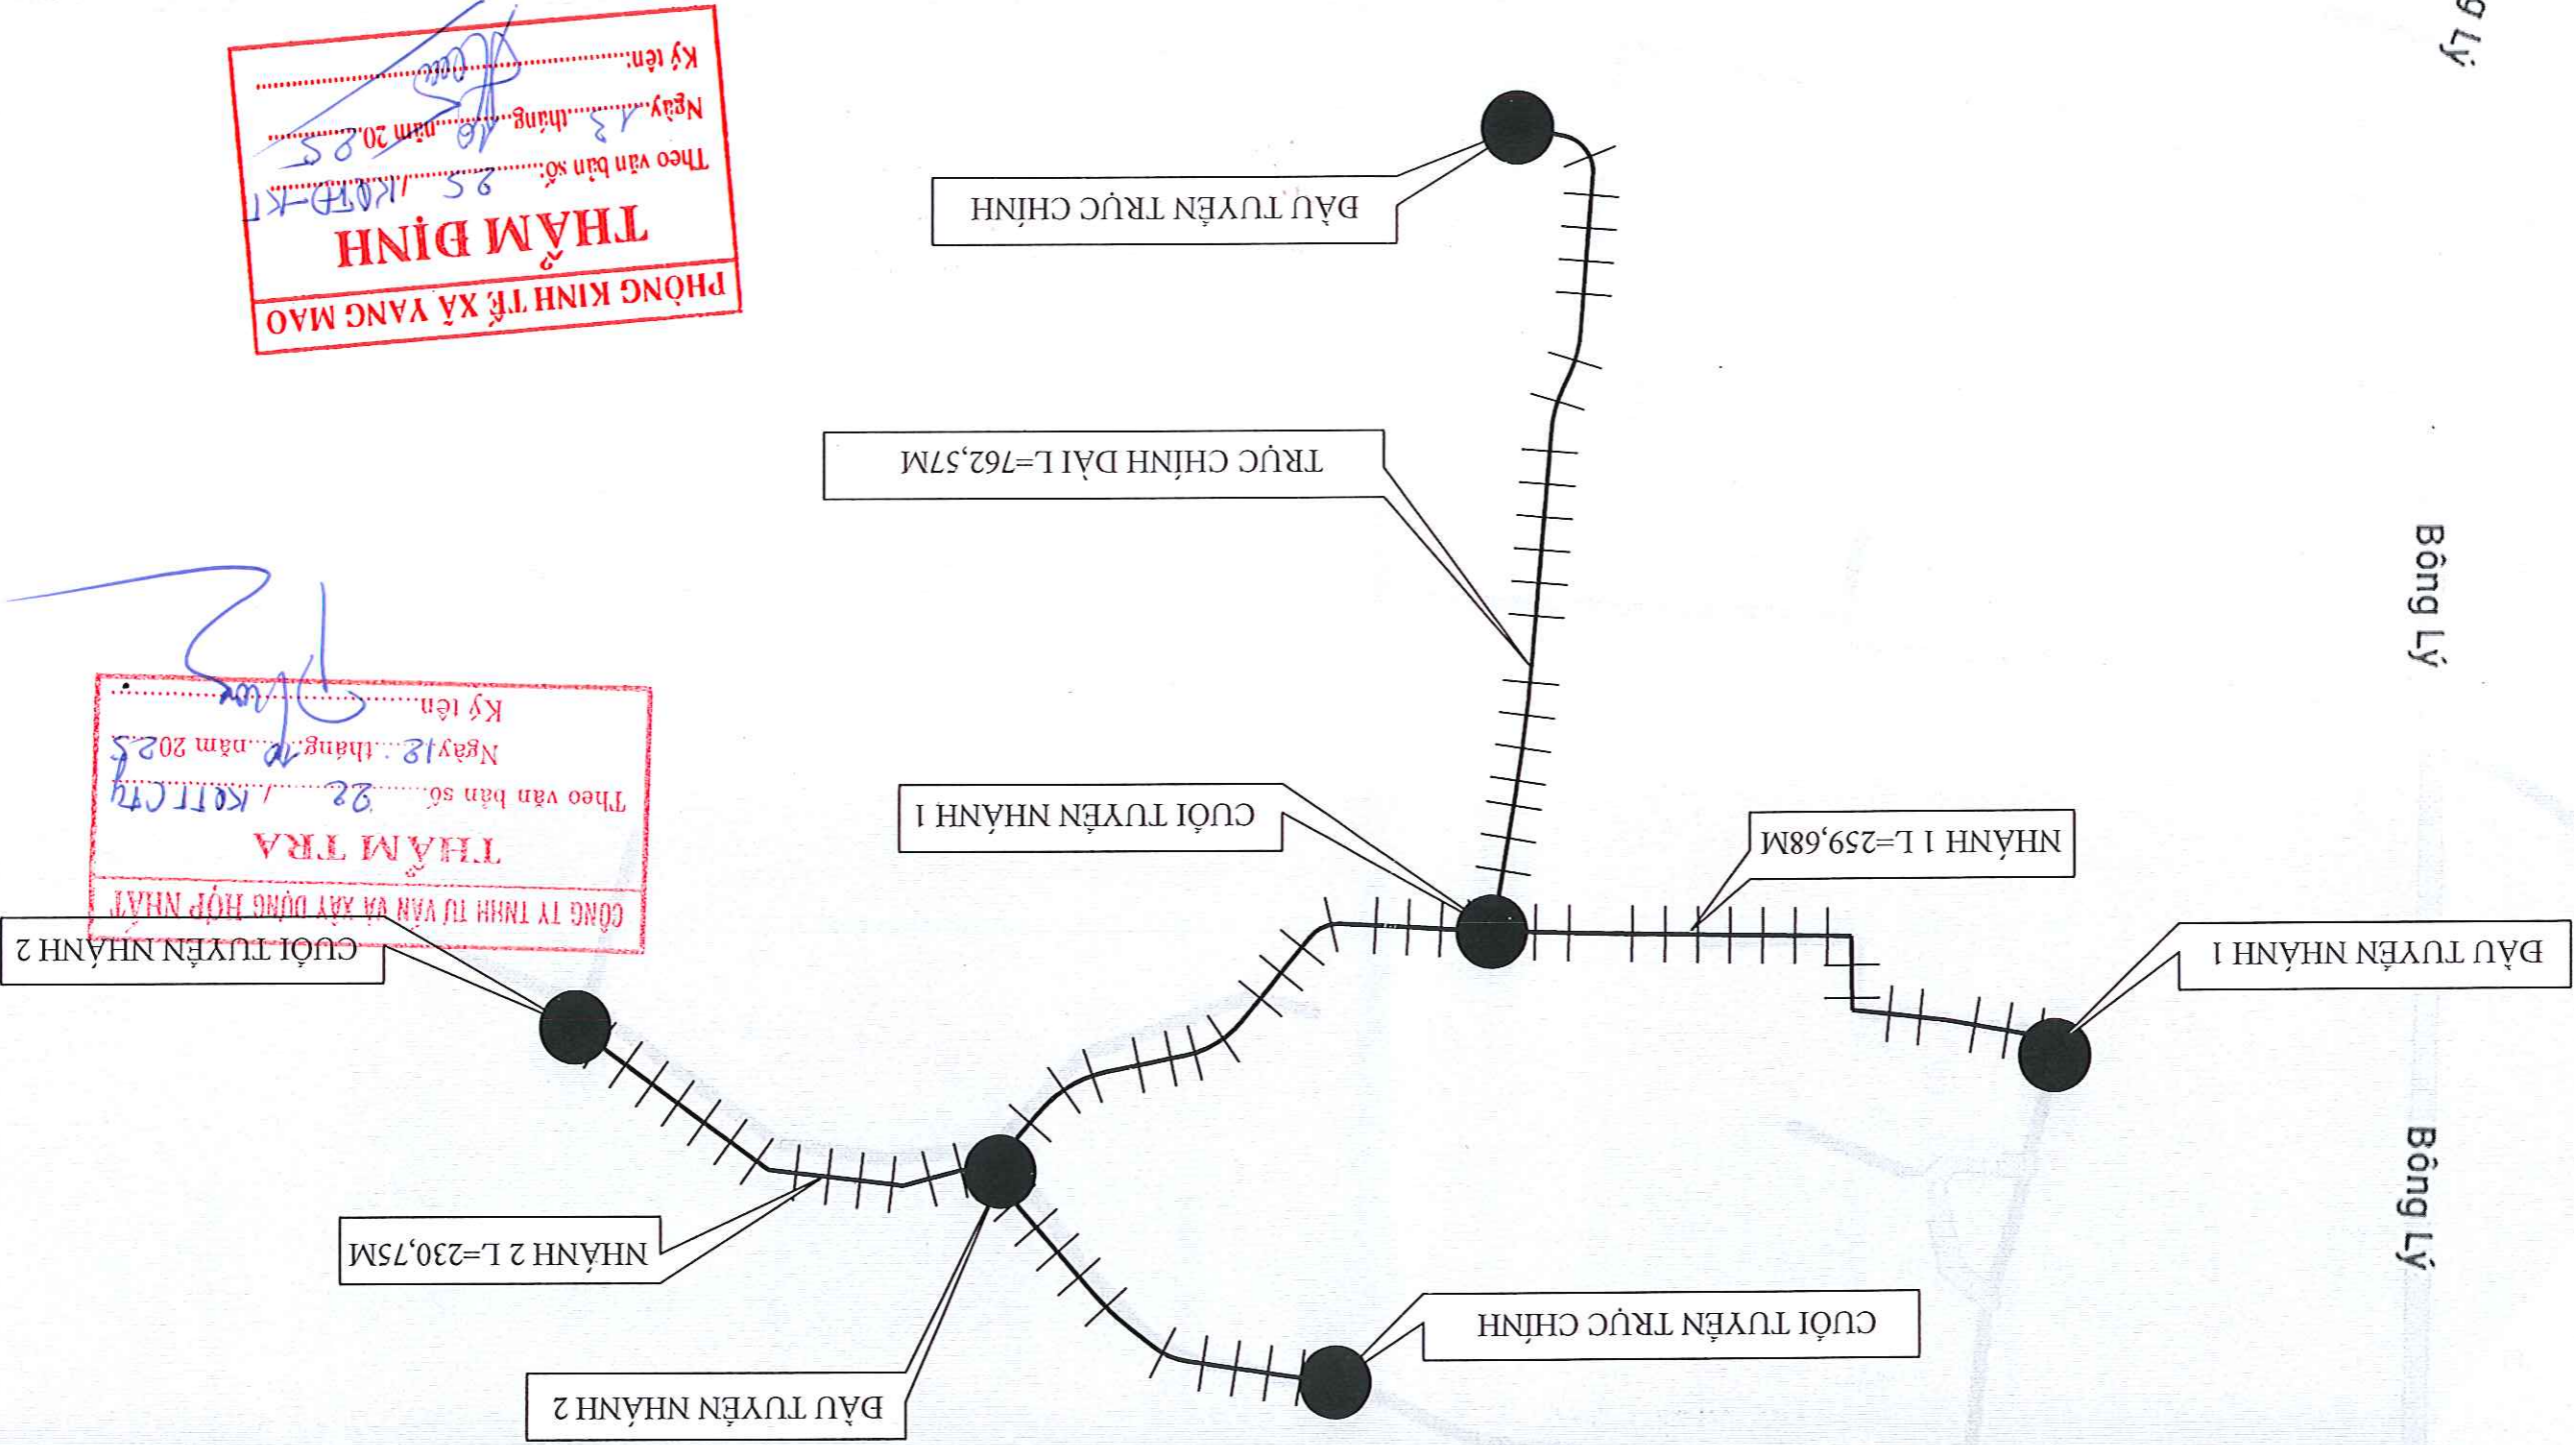 ĐẦU TUYẾN NHÁNH 2
CUỐI TUYẾN TRỤC CHÍNH
NHÁNH 2 L=230,75M
Bông Lý
ĐẦU TUYẾN NHÁNH 1
CUỐI TUYẾN NHÁNH 2
NHÁNH 1 L=259,68M
CUỐI TUYẾN NHÁNH 1
CÔNG TY TNHH TƯ VẤN VÀ XÂY DỰNG HỢP NHẤT
THẨM TRA
Theo văn bản số 22 / KQTTCTy
Ngày 12 tháng 10 năm 2025
Ký tên
Bông Lý
TRỤC CHÍNH DÀI L=762,57M
ĐẦU TUYẾN TRỤC CHÍNH
PHÒNG KINH TẾ XÃ YANG MAO
THẨM ĐỊNH
Theo văn bản số: 25 / KQTĐ-KT
Ngày 13 tháng 10 năm 2025
Ký tên:
g Lý